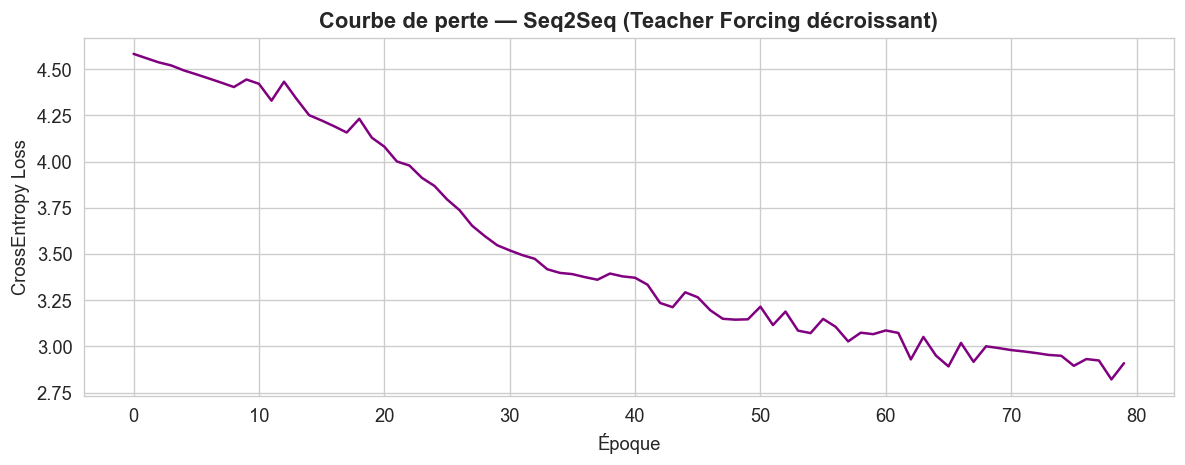 Courbe de perte — Seq2Seq (Teacher Forcing décroissant)
CrossEntropy Loss
4.50
4.25
4.00
3.75
3.50
3.25
3.00
2.75
0 10 20 30 40 50 60 70 80
Époque